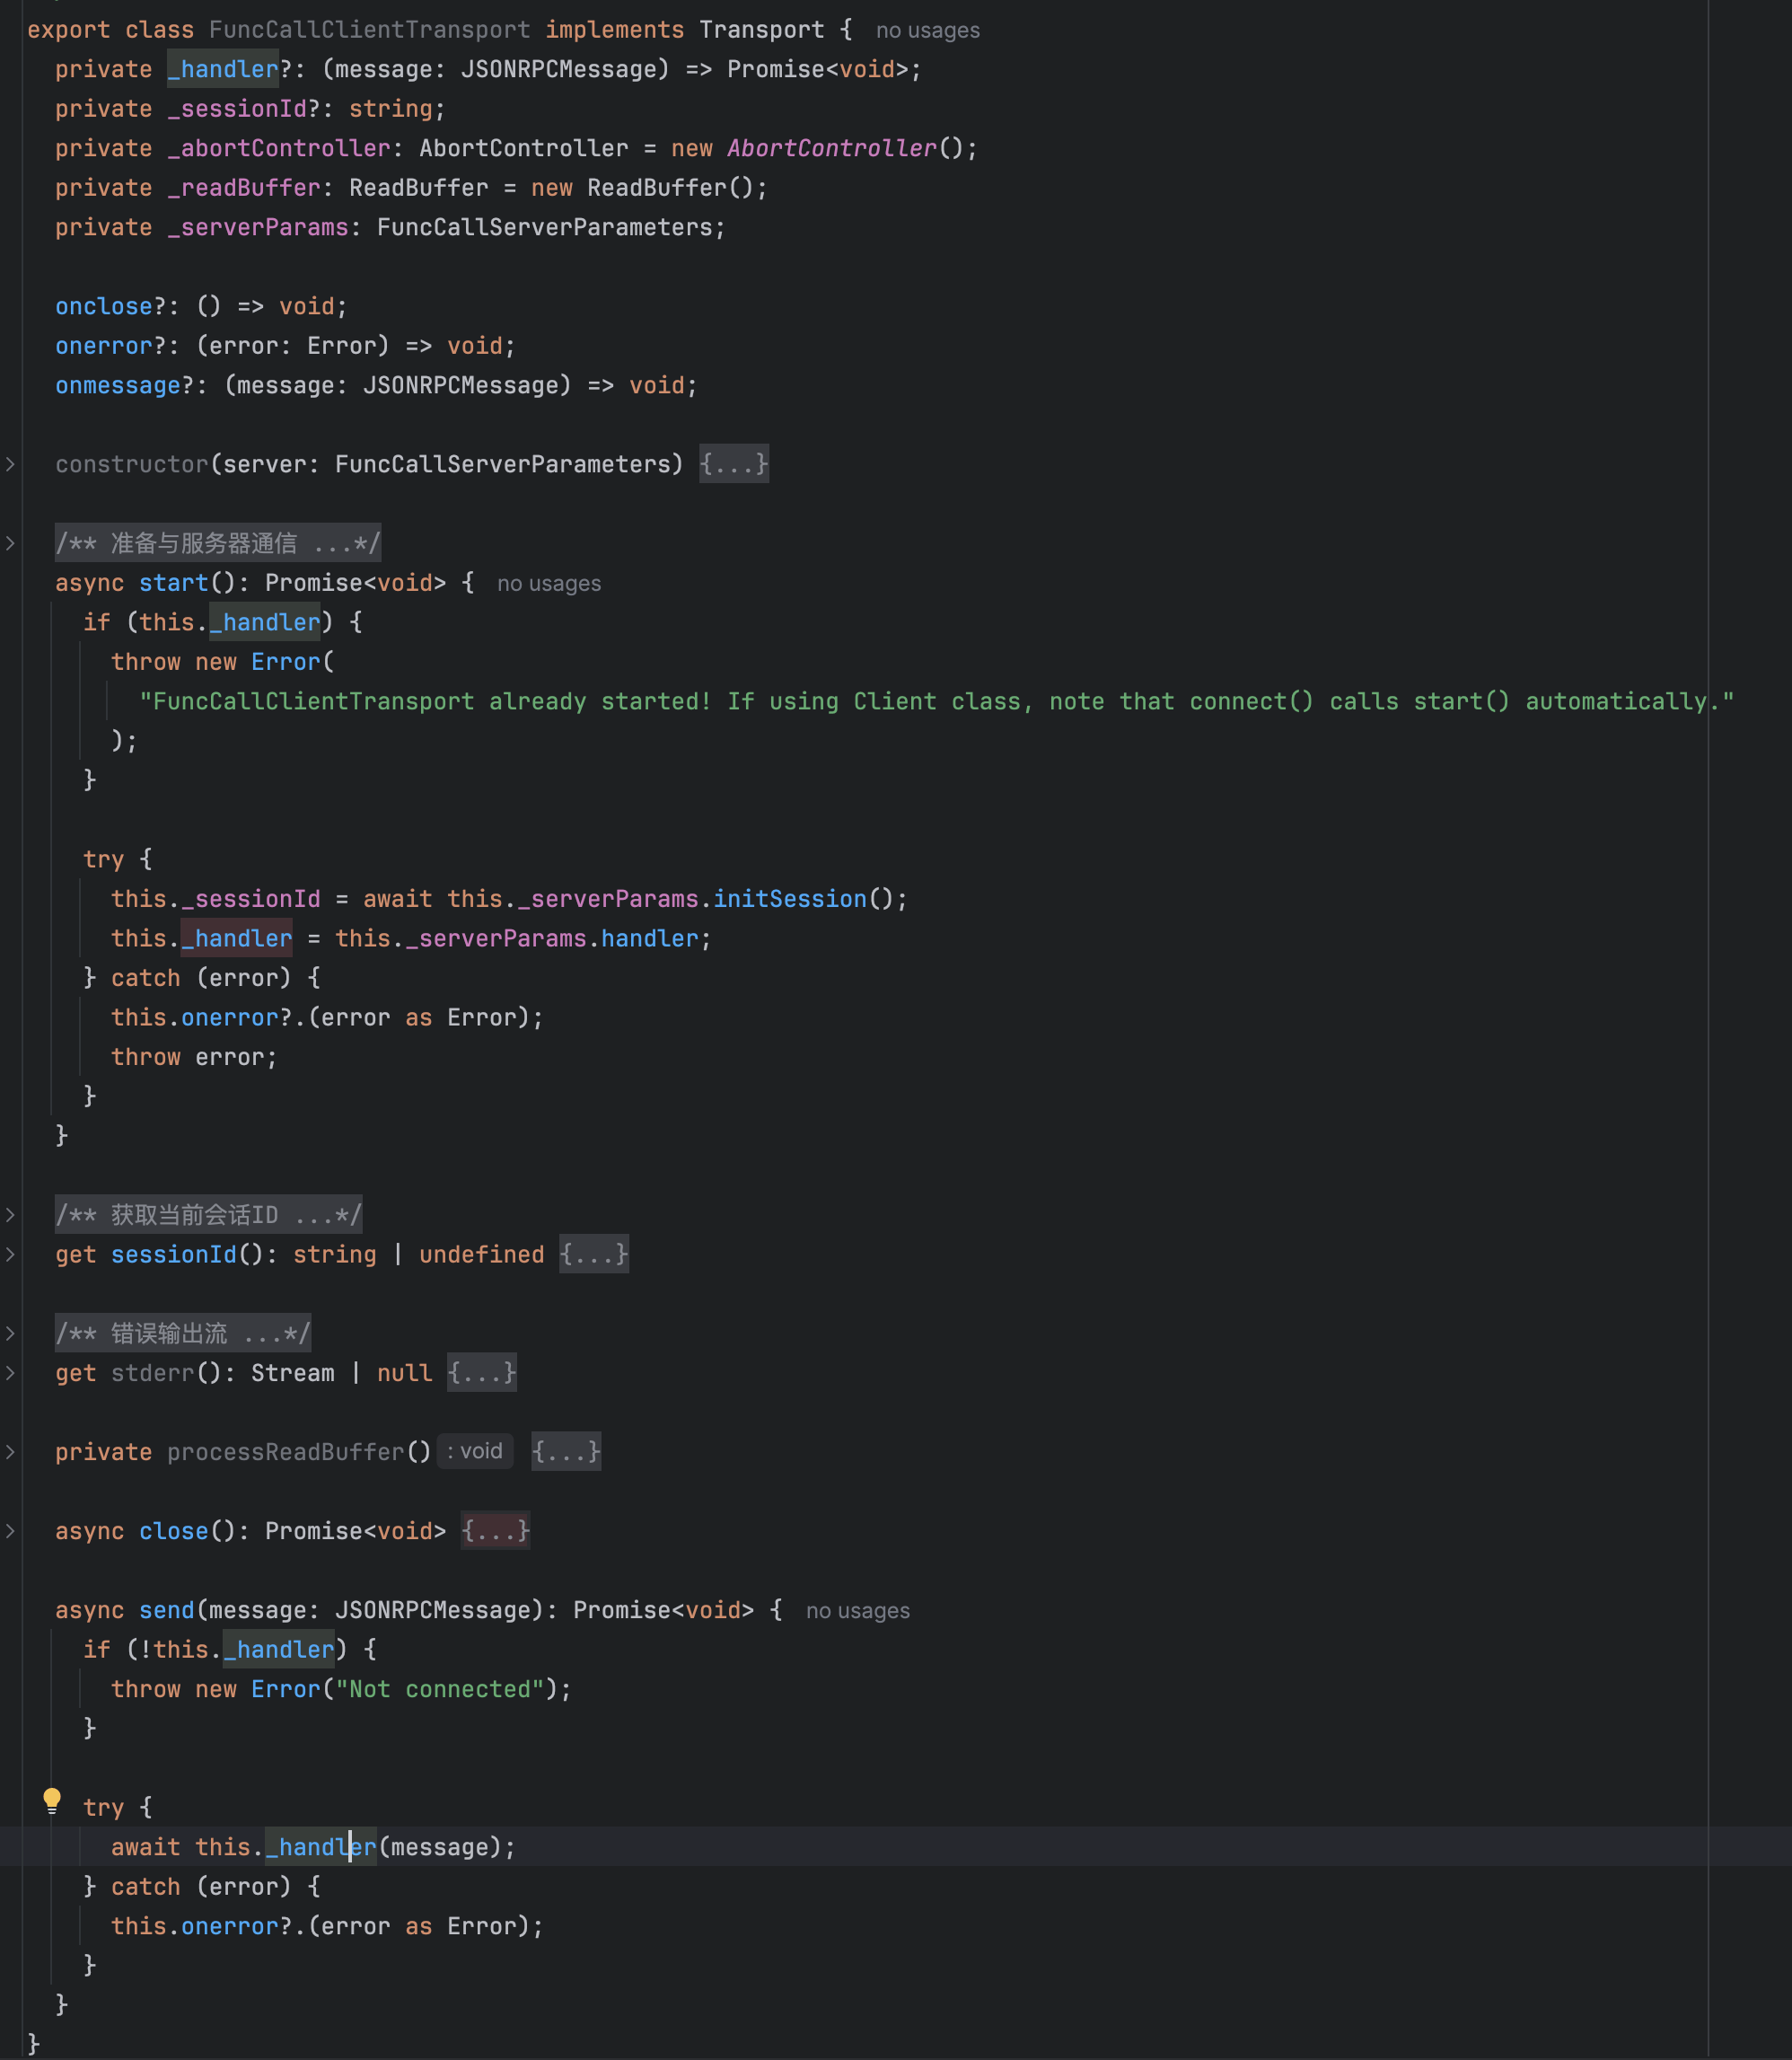 export class FuncCallClientTransport implements Transport { no usages
private _handler?: (message: JSONRPCMessage) => Promise<void>;
private _sessionId?: string;
private _abortController: AbortController = new AbortController();
private _readBuffer: ReadBuffer = new ReadBuffer();
private _serverParams: FuncCallServerParameters;
onclose?: () => void;
onerror?: (error: Error) => void;
onmessage?: (message: JSONRPCMessage) => void;
constructor(server: FuncCallServerParameters) {...}
/** 准备与服务器通信 ...*/
async start(): Promise<void> { no usages
if (this._handler) {
throw new Error(
"FuncCallClientTransport already started! If using Client class, note that connect() calls start() automatically."
);
}
try {
this._sessionId = await this._serverParams.initSession();
this._handler = this._serverParams.handler;
} catch (error) {
this.onerror?.(error as Error);
throw error;
}
}
/** 获取当前会话ID ...*/
get sessionId(): string | undefined {...}
/** 错误输出流 ...*/
get stderr(): Stream | null {...}
private processReadBuffer() : void {...}
async close(): Promise<void> {...}
async send(message: JSONRPCMessage): Promise<void> { no usages
if (!this._handler) {
throw new Error("Not connected");
}
try {
await this._handler(message);
} catch (error) {
this.onerror?.(error as Error);
}
}
}